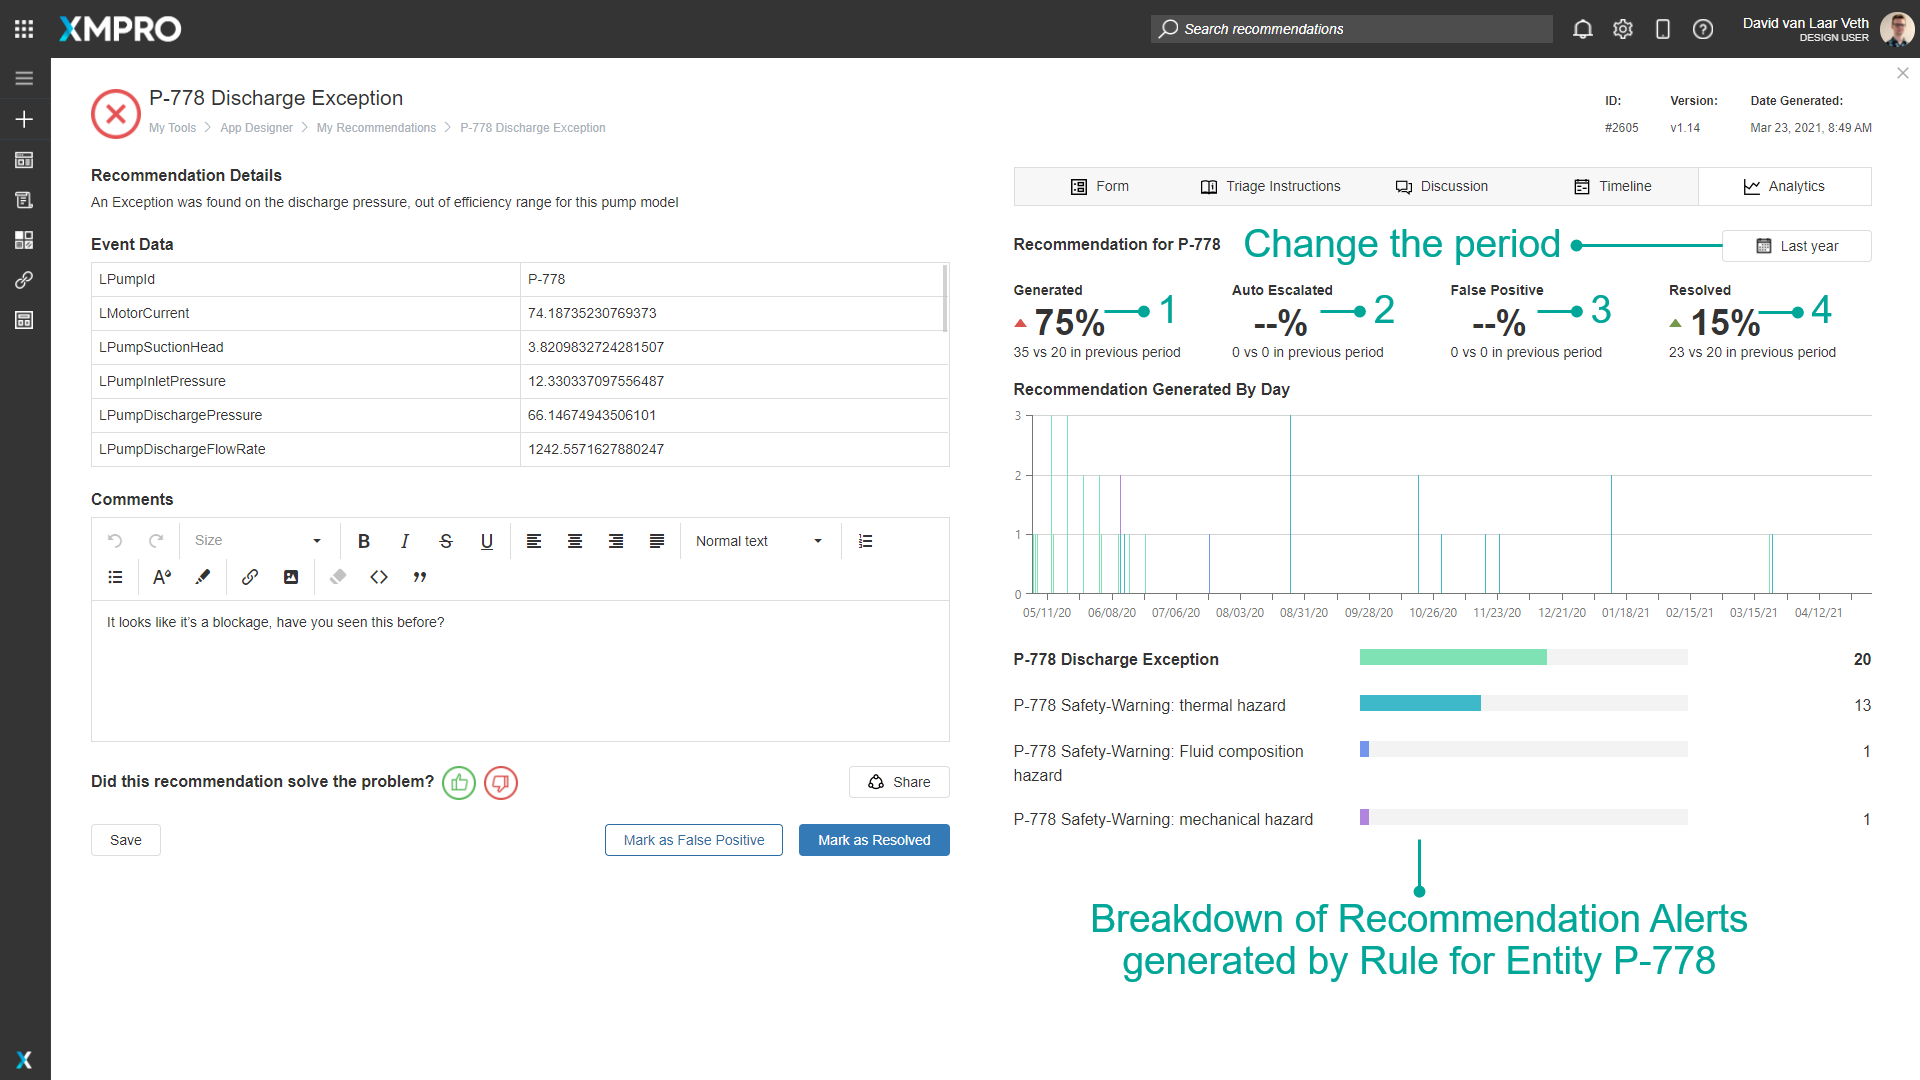 XMPRO
Search recommendations
David van Laar Veth
DESIGN USER
P-778 Discharge Exception
My Tools
App Designer
My Recommendations
P-778 Discharge Exception
ID:
#2605
Version:
v1.14
Date Generated:
Mar 23, 2021, 8:49 AM
Recommendation Details
An Exception was found on the discharge pressure, out of efficiency range for this pump model
Event Data
LPumpId
P-778
LMotorCurrent
74.18735230769373
LPumpSuctionHead
3.8209832724281507
LPumpInletPressure
12.330337097556487
LPumpDischargePressure
66.14674943506101
LPumpDischargeFlowRate
1242.5571627880247
Comments
Size
B
I
S
U
Normal text
It looks like it's a blockage, have you seen this before?
Did this recommendation solve the problem?
Share
Save
Mark as False Positive
Mark as Resolved
Form
Triage Instructions
Discussion
Timeline
Analytics
Recommendation for P-778
Change the period
Last year
Generated
75%
1
35 vs 20 in previous period
Auto Escalated
--%
2
0 vs 0 in previous period
False Positive
--%
3
0 vs 0 in previous period
Resolved
15%
4
23 vs 20 in previous period
Recommendation Generated By Day
3
2
1
0
05/11/20
06/08/20
07/06/20
08/03/20
08/31/20
09/28/20
10/26/20
11/23/20
12/21/20
01/18/21
02/15/21
03/15/21
04/12/21
P-778 Discharge Exception
20
P-778 Safety-Warning: thermal hazard
13
P-778 Safety-Warning: Fluid composition
hazard
1
P-778 Safety-Warning: mechanical hazard
1
Breakdown of Recommendation Alerts
generated by Rule for Entity P-778